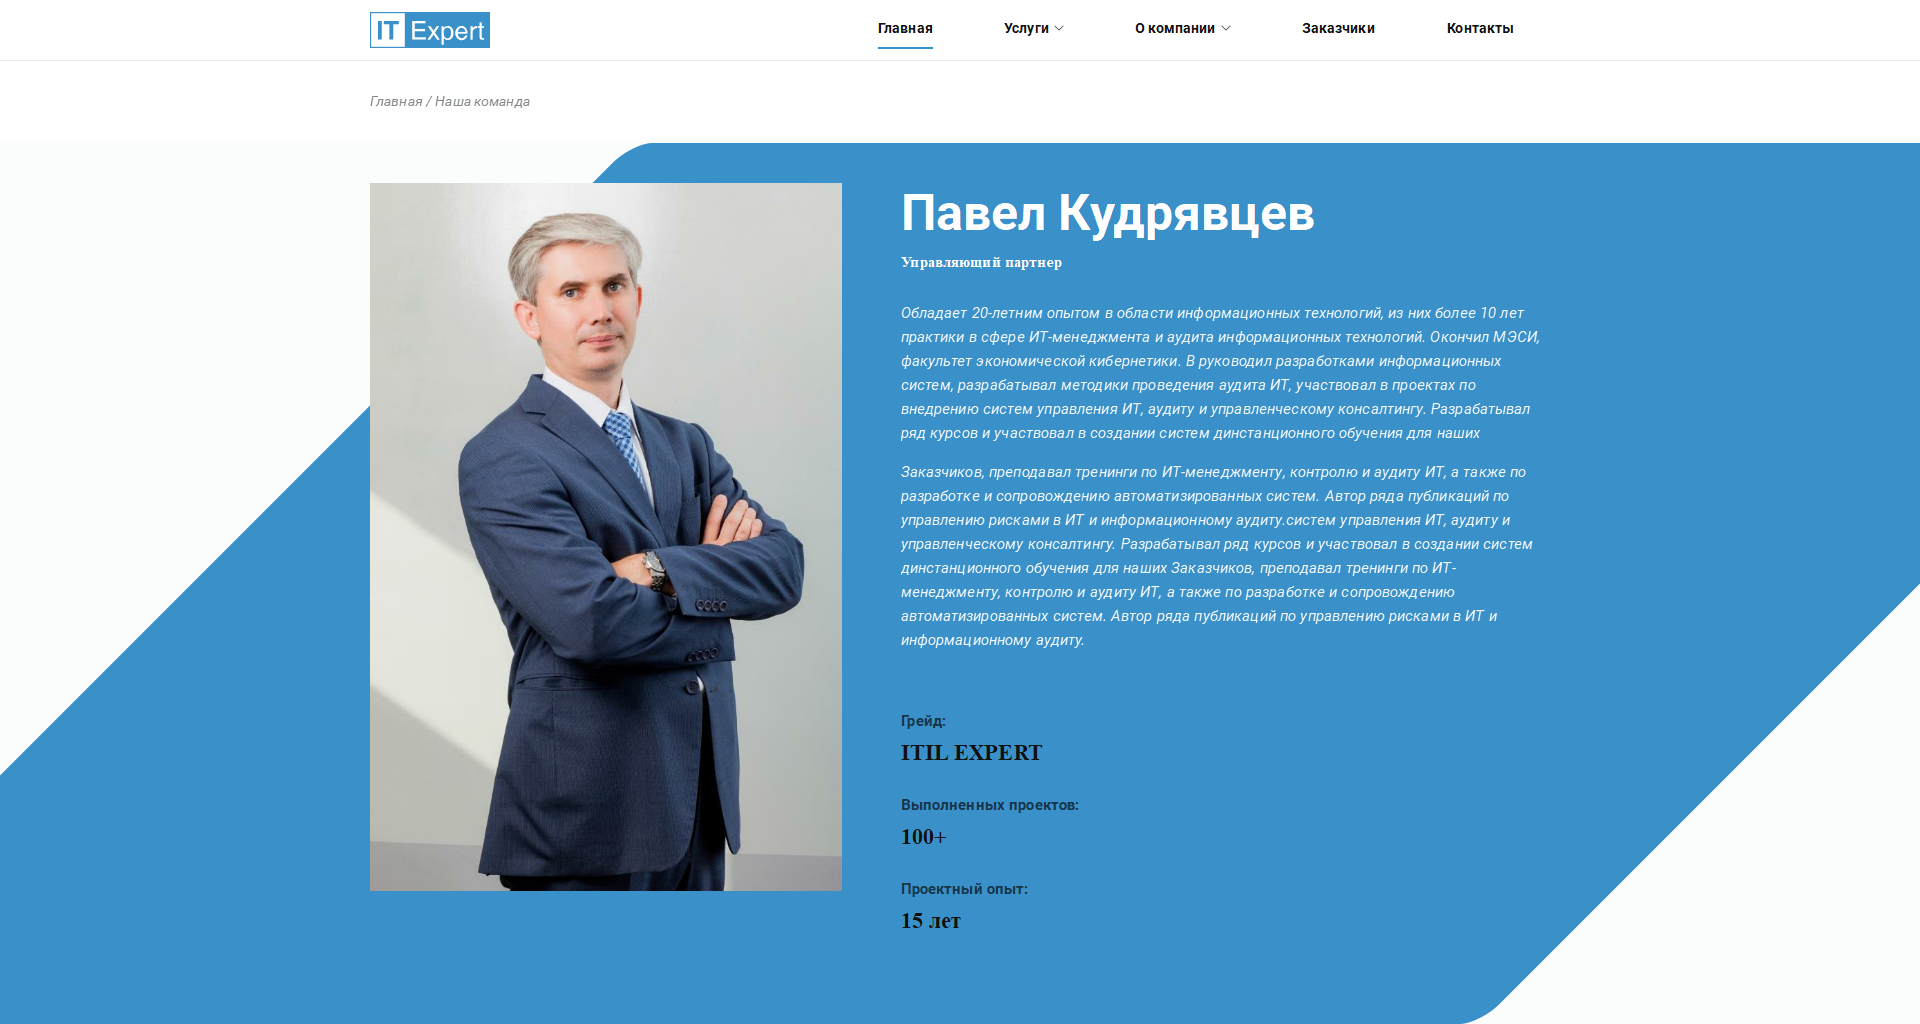 IT Expert
Главная
Услуги
О компании
Заказчики
Контакты
Главная / Наша команда
Павел Кудрявцев
Управляющий партнер
Обладает 20-летним опытом в области информационных технологий, из них более 10 лет
практики в сфере ИТ-менеджмента и аудита информационных технологий. Окончил МЭСИ,
факультет экономической кибернетики. В руководил разработками информационных
систем, разрабатывал методики проведения аудита ИТ, участвовал в проектах по
внедрению систем управления ИТ, аудиту и управленческому консалтингу. Разрабатывал
ряд курсов и участвовал в создании систем динстанционного обучения для наших
Заказчиков, преподавал тренинги по ИТ-менеджменту, контролю и аудиту ИТ, а также по
разработке и сопровождению автоматизированных систем. Автор ряда публикаций по
управлению рисками в ИТ и информационному аудиту.систем управления ИТ, аудиту и
управленческому консалтингу. Разрабатывал ряд курсов и участвовал в создании систем
динстанционного обучения для наших Заказчиков, преподавал тренинги по ИТ-
менеджменту, контролю и аудиту ИТ, а также по разработке и сопровождению
автоматизированных систем. Автор ряда публикаций по управлению рисками в ИТ и
информационному аудиту.
Грейд:
ITIL EXPERT
Выполненных проектов:
100+
Проектный опыт:
15 лет